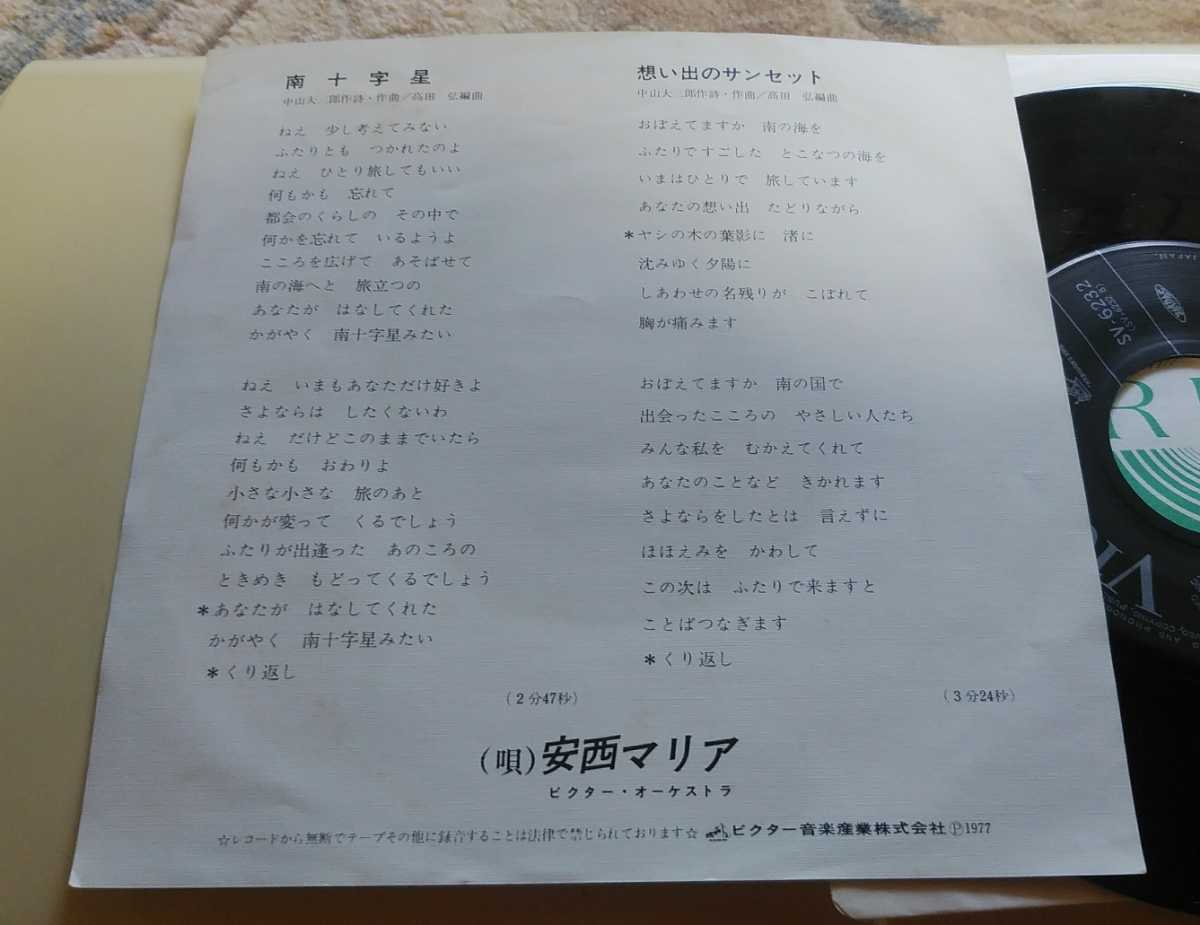 南十字星
中山大三郎作詩・作曲/高田 弘編曲
ねえ 少し考えてみない
ふたりとも つかれたのよ
ねえ ひとり旅してもいい
何もかも 忘れて
都会のくらしの その中で
何かを忘れて いるようよ
こころを広げて あそばせて
南の海へと 旅立つの
あなたが はなしてくれた
かがやく 南十字星みたい
ねえ いまもあなただけ好きよ
さよならは したくないわ
ねえ だけどこのままでいたら
何もかも おわりよ
小さな小さな 旅のあと
何かが変って くるでしょう
ふたりが出逢った あのころの
ときめき もどってくるでしょう
*あなたが はなしてくれた
かがやく 南十字星みたい
*くり返し
(2分47秒)
想い出のサンセット
中山大三郎作詩・作曲/高田 弘編曲
おぼえてますか 南の海を
ふたりですごした とこなつの海を
いまはひとりで 旅しています
あなたの想い出 たどりながら
*ヤシの木の葉影に 渚に
沈みゆく夕陽に
しあわせの名残りが こぼれて
胸が痛みます
おぼえてますか 南の国で
出会ったこころの やさしい人たち
みんな私を むかえてくれて
あなたのことなど きかれます
さよならをしたとは 言えずに
ほほえみを かわして
この次は ふたりで来ますと
ことばつなぎます
*くり返し
(3分24秒)
(唄)安西マリア
ビクター・オーケストラ
☆レコードから無断でテープその他に録音することは法律で禁じられております☆
ビクター音楽産業株式会社Ⓟ1977
JAPAN.
SV-6232